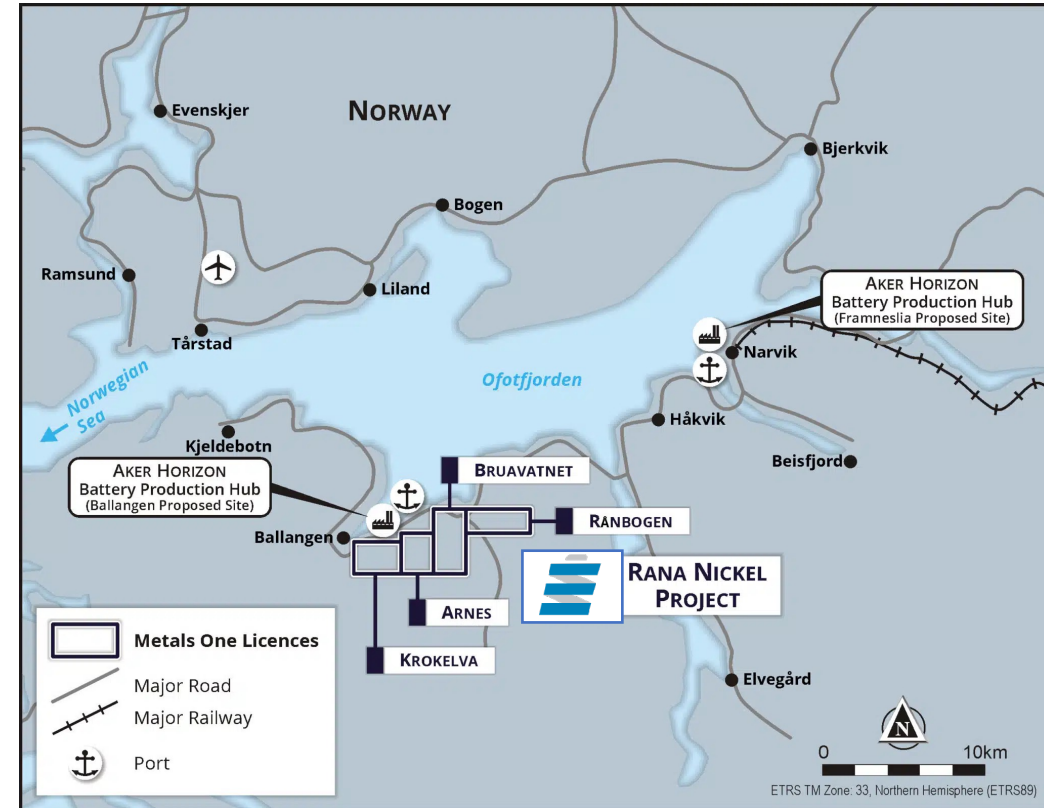 Evenskjer
NORWAY
Bjerkvik
Bogen
Ramsund
Liland
AKER HORIZON
Battery Production Hub
(Framneslia Proposed Site)
Tårstad
Narvik
Norwegian
Sea
Ofotfjorden
Håkvik
Kjeldebotn
Beisfjord
AKER HORIZON
Battery Production Hub
(Ballangen Proposed Site)
BRUAVATNET
RÅNBOGEN
Ballangen
RANA NICKEL
PROJECT
ARNES
KROKELVA
Metals One Licences
Major Road
Major Railway
Port
Elvegård
N
0 10km
ETRS TM Zone: 33, Northern Hemisphere (ETRS89)